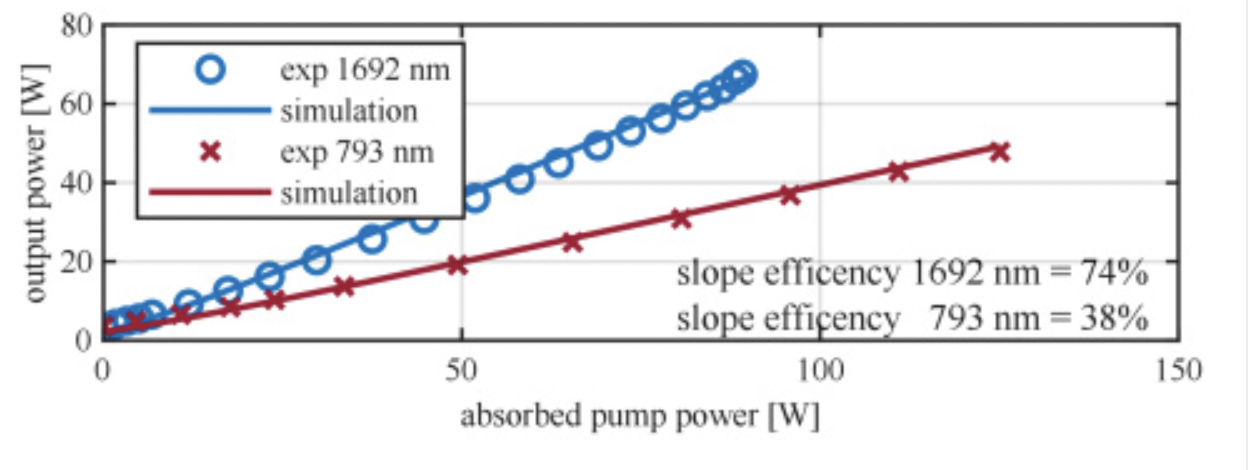 80
60
40
20
0
output power [W]
exp 1692 nm
simulation
exp 793 nm
simulation
slope efficency 1692 nm = 74%
slope efficency 793 nm = 38%
0 50 100 150
absorbed pump power [W]